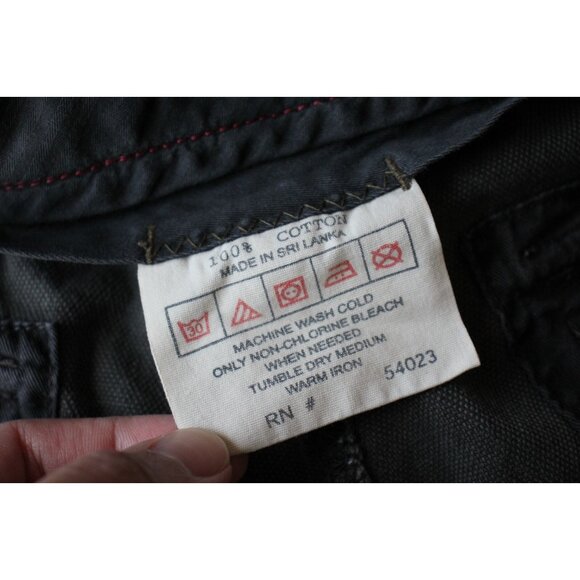 100% COTTON
MADE IN SRI LANKA
30
MACHINE WASH COLD
ONLY NON-CHLORINE BLEACH
WHEN NEEDED
TUMBLE DRY MEDIUM
WARM IRON
RN # 54023